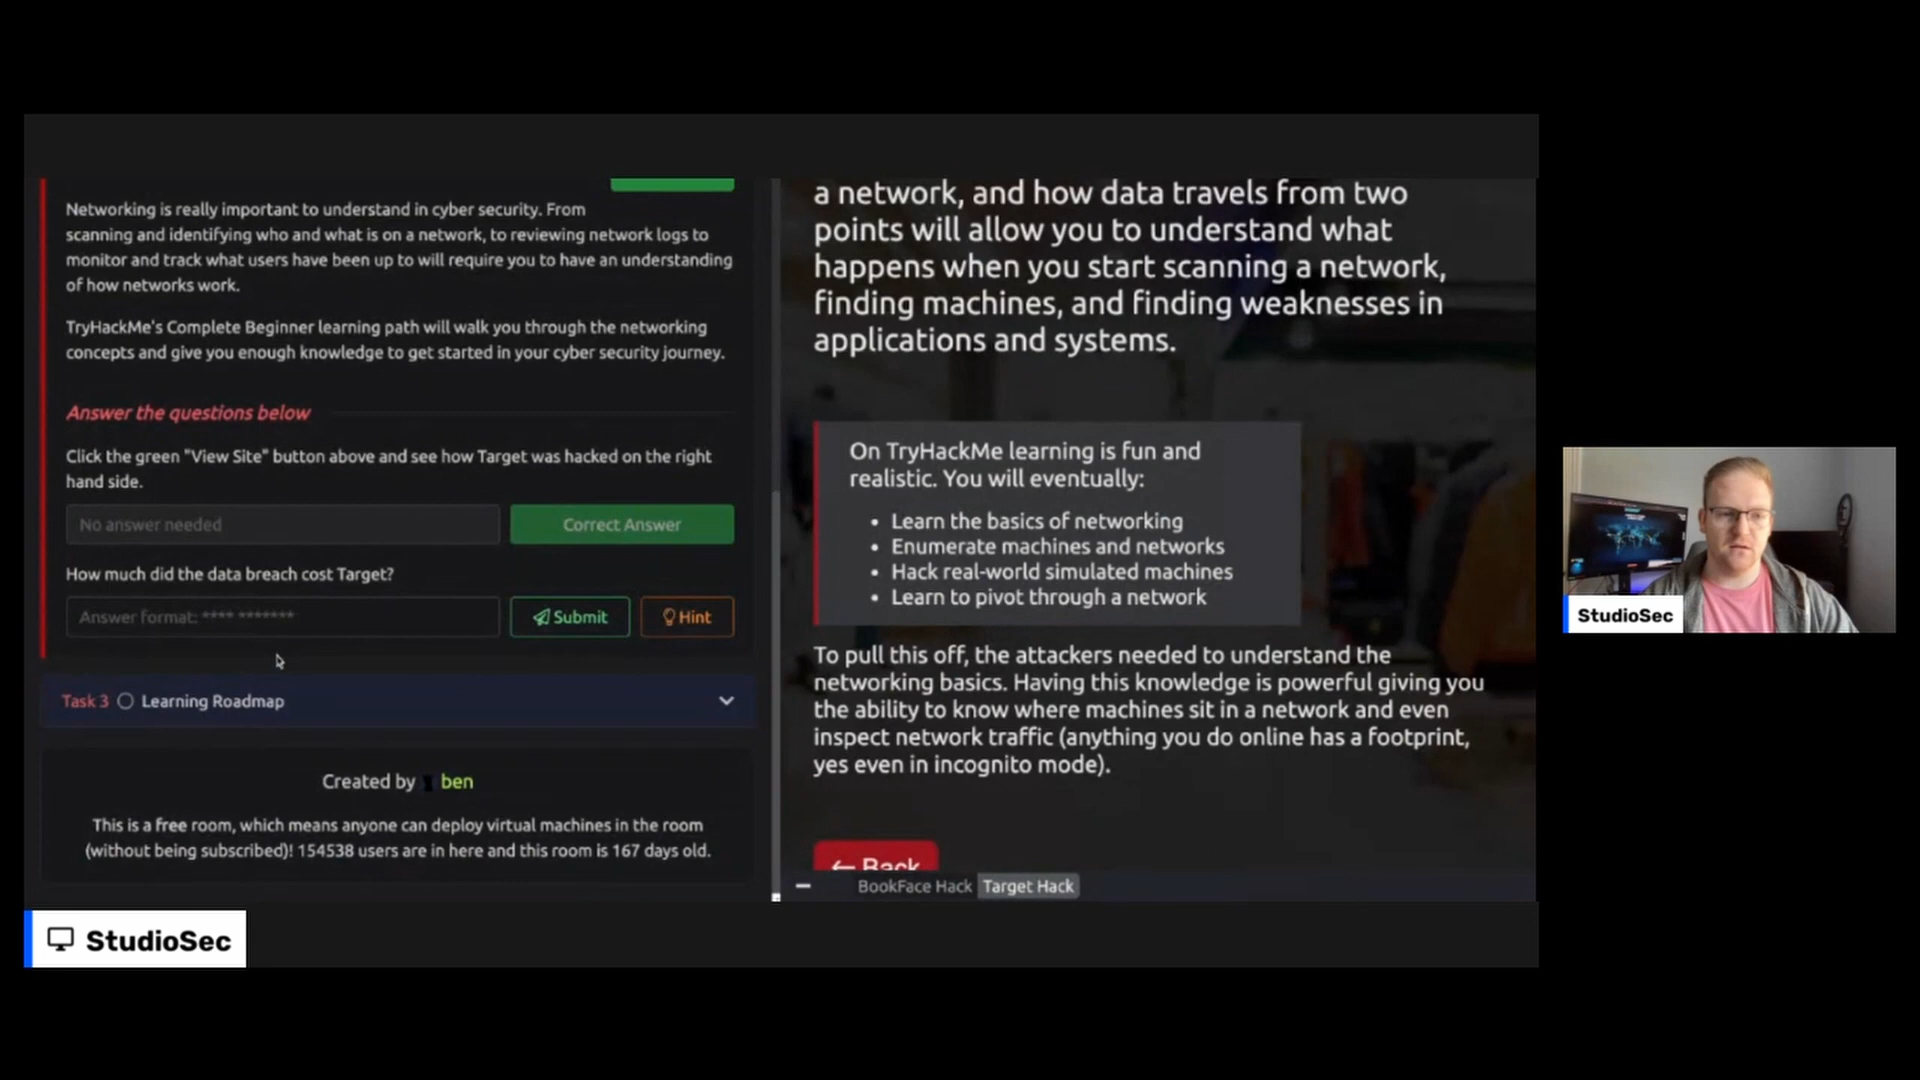 Networking is really important to understand in cyber security. From
scanning and identifying who and what is on a network, to reviewing network logs to
monitor and track what users have been up to will require you to have an understanding
of how networks work.
TryHackMe's Complete Beginner learning path will walk you through the networking
concepts and give you enough knowledge to get started in your cyber security journey.
Answer the questions below
Click the green "View Site" button above and see how Target was hacked on the right
hand side.
No answer needed
Correct Answer
How much did the data breach cost Target?
Answer format: **** *******
Submit
Hint
Task 3 Learning Roadmap
Created by ben
This is a free room, which means anyone can deploy virtual machines in the room
(without being subscribed)! 154538 users are in here and this room is 167 days old.
a network, and how data travels from two
points will allow you to understand what
happens when you start scanning a network,
finding machines, and finding weaknesses in
applications and systems.
On TryHackMe learning is fun and
realistic. You will eventually:
• Learn the basics of networking
• Enumerate machines and networks
• Hack real-world simulated machines
• Learn to pivot through a network
To pull this off, the attackers needed to understand the
networking basics. Having this knowledge is powerful giving you
the ability to know where machines sit in a network and even
inspect network traffic (anything you do online has a footprint,
yes even in incognito mode).
← Back
BookFace Hack
Target Hack
StudioSec
StudioSec